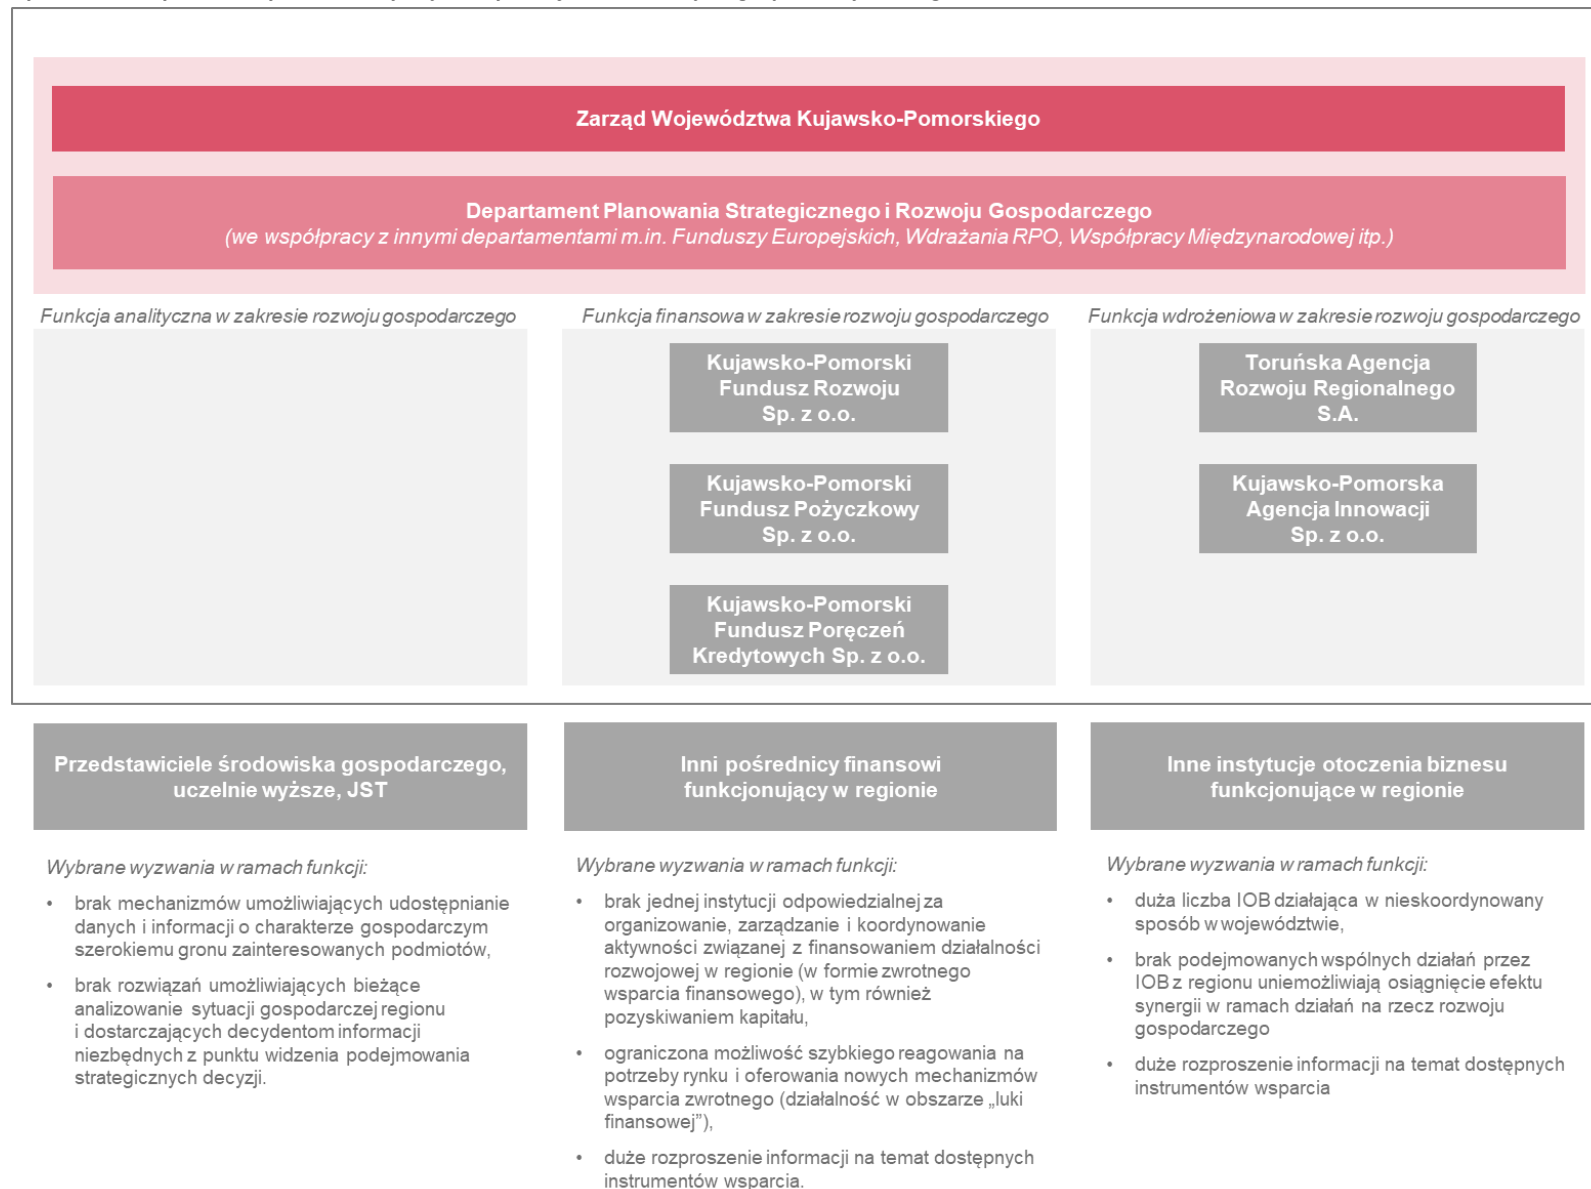 Zarząd Województwa Kujawsko-Pomorskiego
Departament Planowania Strategicznego i Rozwoju Gospodarczego
(we współpracy z innymi departamentami m.in. Funduszy Europejskich, Wdrażania RPO, Współpracy Międzynarodowej itp.)
Funkcja analityczna w zakresie rozwoju gospodarczego
Funkcja finansowa w zakresie rozwoju gospodarczego
Kujawsko-Pomorski
Fundusz Rozwoju
Sp. z o.o.
Kujawsko-Pomorski
Fundusz Pożyczkowy
Sp. z o.o.
Kujawsko-Pomorski
Fundusz Poręczeń
Kredytowych Sp. z o.o.
Funkcja wdrożeniowa w zakresie rozwoju gospodarczego
Toruńska Agencja
Rozwoju Regionalnego
S.A.
Kujawsko-Pomorska
Agencja Innowacji
Sp. z o.o.
Przedstawiciele środowiska gospodarczego,
uczelnie wyższe, JST
Wybrane wyzwania w ramach funkcji:
• brak mechanizmów umożliwiających udostępnianie
danych i informacji o charakterze gospodarczym
szerokiemu gronu zainteresowanych podmiotów,
• brak rozwiązań umożliwiających bieżące
analizowanie sytuacji gospodarczej regionu
i dostarczających decydentom informacji
niezbędnych z punktu widzenia podejmowania
strategicznych decyzji.
Inni pośrednicy finansowi
funkcjonujący w regionie
Wybrane wyzwania w ramach funkcji:
• brak jednej instytucji odpowiedzialnej za
organizowanie, zarządzanie i koordynowanie
aktywności związanej z finansowaniem działalności
rozwojowej w regionie (w formie zwrotnego
wsparcia finansowego), w tym również
pozyskiwaniem kapitału,
• ograniczona możliwość szybkiego reagowania na
potrzeby rynku i oferowania nowych mechanizmów
wsparcia zwrotnego (działalność w obszarze „luki
finansowej”),
• duże rozproszenie informacji na temat dostępnych
instrumentów wsparcia.
Inne instytucje otoczenia biznesu
funkcjonujące w regionie
Wybrane wyzwania w ramach funkcji:
• duża liczba IOB działająca w nieskoordynowany
sposób w województwie,
• brak podejmowanych wspólnych działań przez
IOB z regionu uniemożliwiają osiągnięcie efektu
synergii w ramach działań na rzecz rozwoju
gospodarczego
• duże rozproszenie informacji na temat dostępnych
instrumentów wsparcia